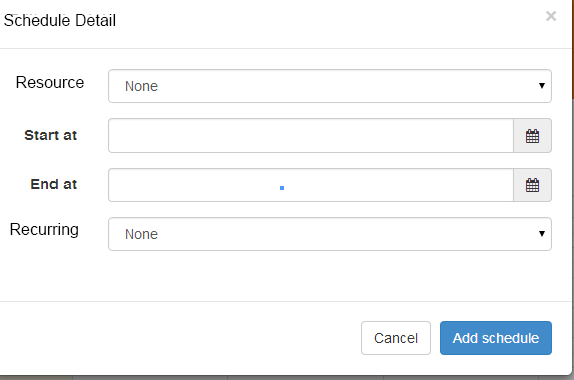 Schedule Detail ×
Resource None
Start at
End at
Recurring None
Cancel Add schedule